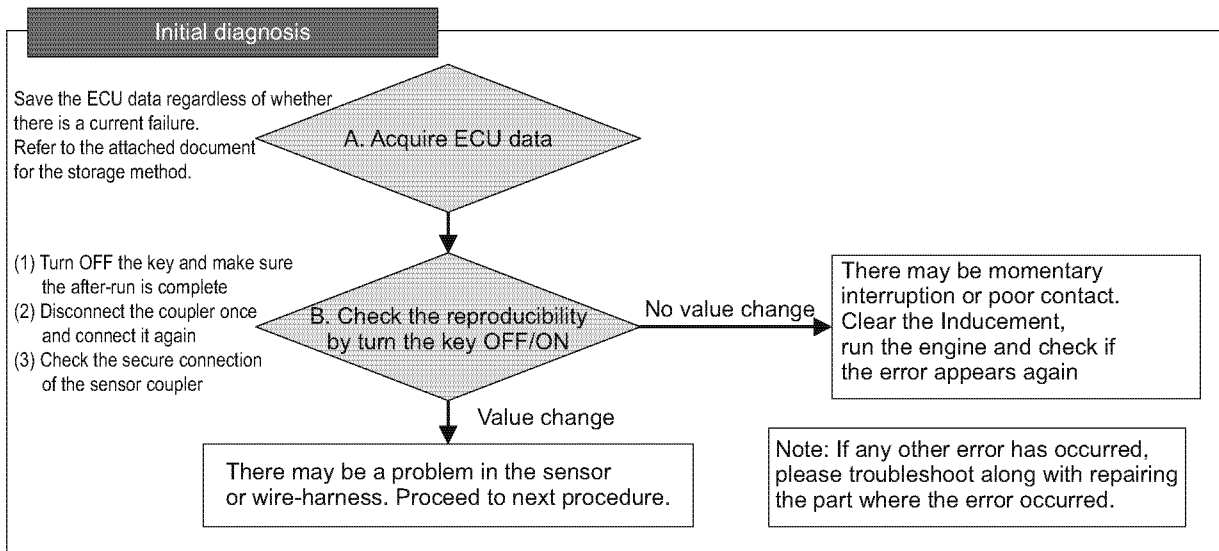 Initial diagnosis
Save the ECU data regardless of whether
there is a current failure.
Refer to the attached document
for the storage method.
A. Acquire ECU data
(1) Turn OFF the key and make sure
the after-run is complete
(2) Disconnect the coupler once
and connect it again
(3) Check the secure connection
of the sensor coupler
B. Check the reproducibility
by turn the key OFF/ON
No value change
There may be momentary
interruption or poor contact.
Clear the Inducement,
run the engine and check if
the error appears again
Value change
There may be a problem in the sensor
or wire-harness. Proceed to next procedure.
Note: If any other error has occurred,
please troubleshoot along with repairing
the part where the error occurred.